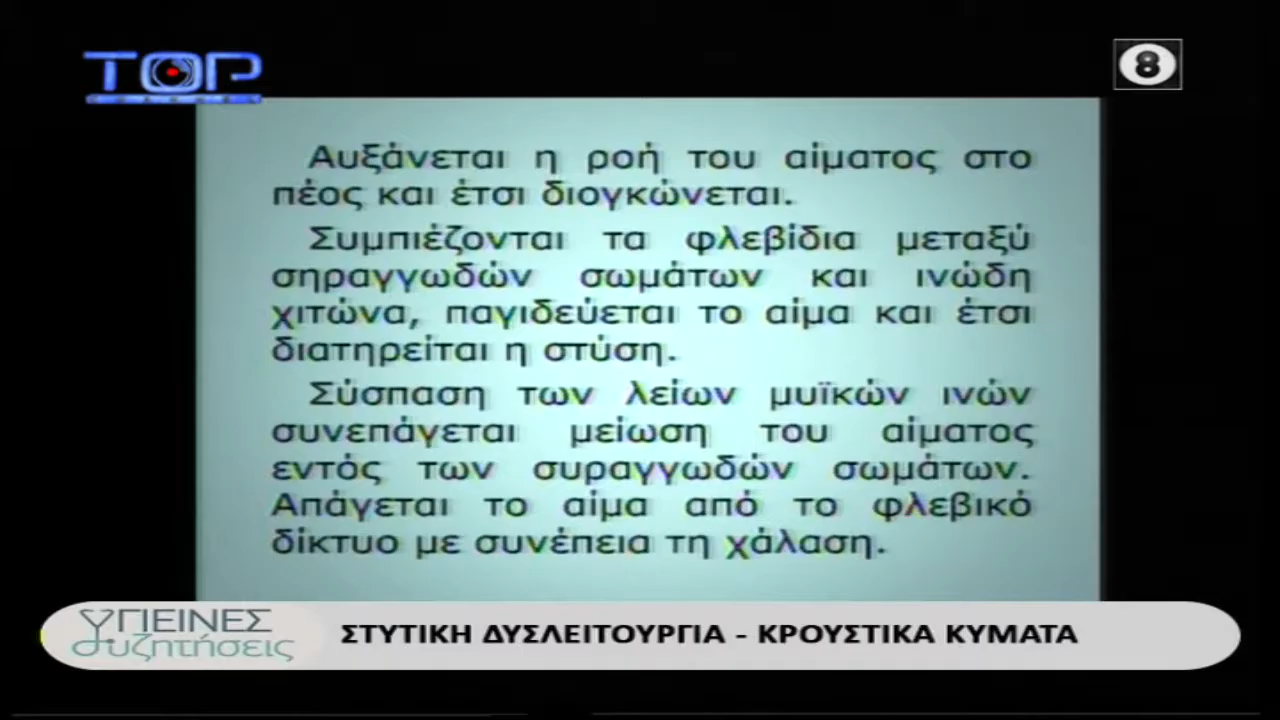 TOP
8
Αυξάνεται η ροή του αίματος στο
πέος και έτσι διογκώνεται.
Συμπιέζονται τα φλεβίδια μεταξύ
σηραγγωδών σωμάτων και ινώδη
χιτώνα, παγιδεύεται το αίμα και έτσι
διατηρείται η στύση.
Σύσπαση των λείων μυϊκών ινών
συνεπάγεται μείωση του αίματος
εντός των συραγγωδών σωμάτων.
Απάγεται το αίμα από το φλεβικό
δίκτυο με συνέπεια τη χάλαση.
ΥΓΙΕΙΝΕΣ
συζητήσεις
ΣΤΥΤΙΚΗ ΔΥΣΛΕΙΤΟΥΡΓΙΑ - ΚΡΟΥΣΤΙΚΑ ΚΥΜΑΤΑ